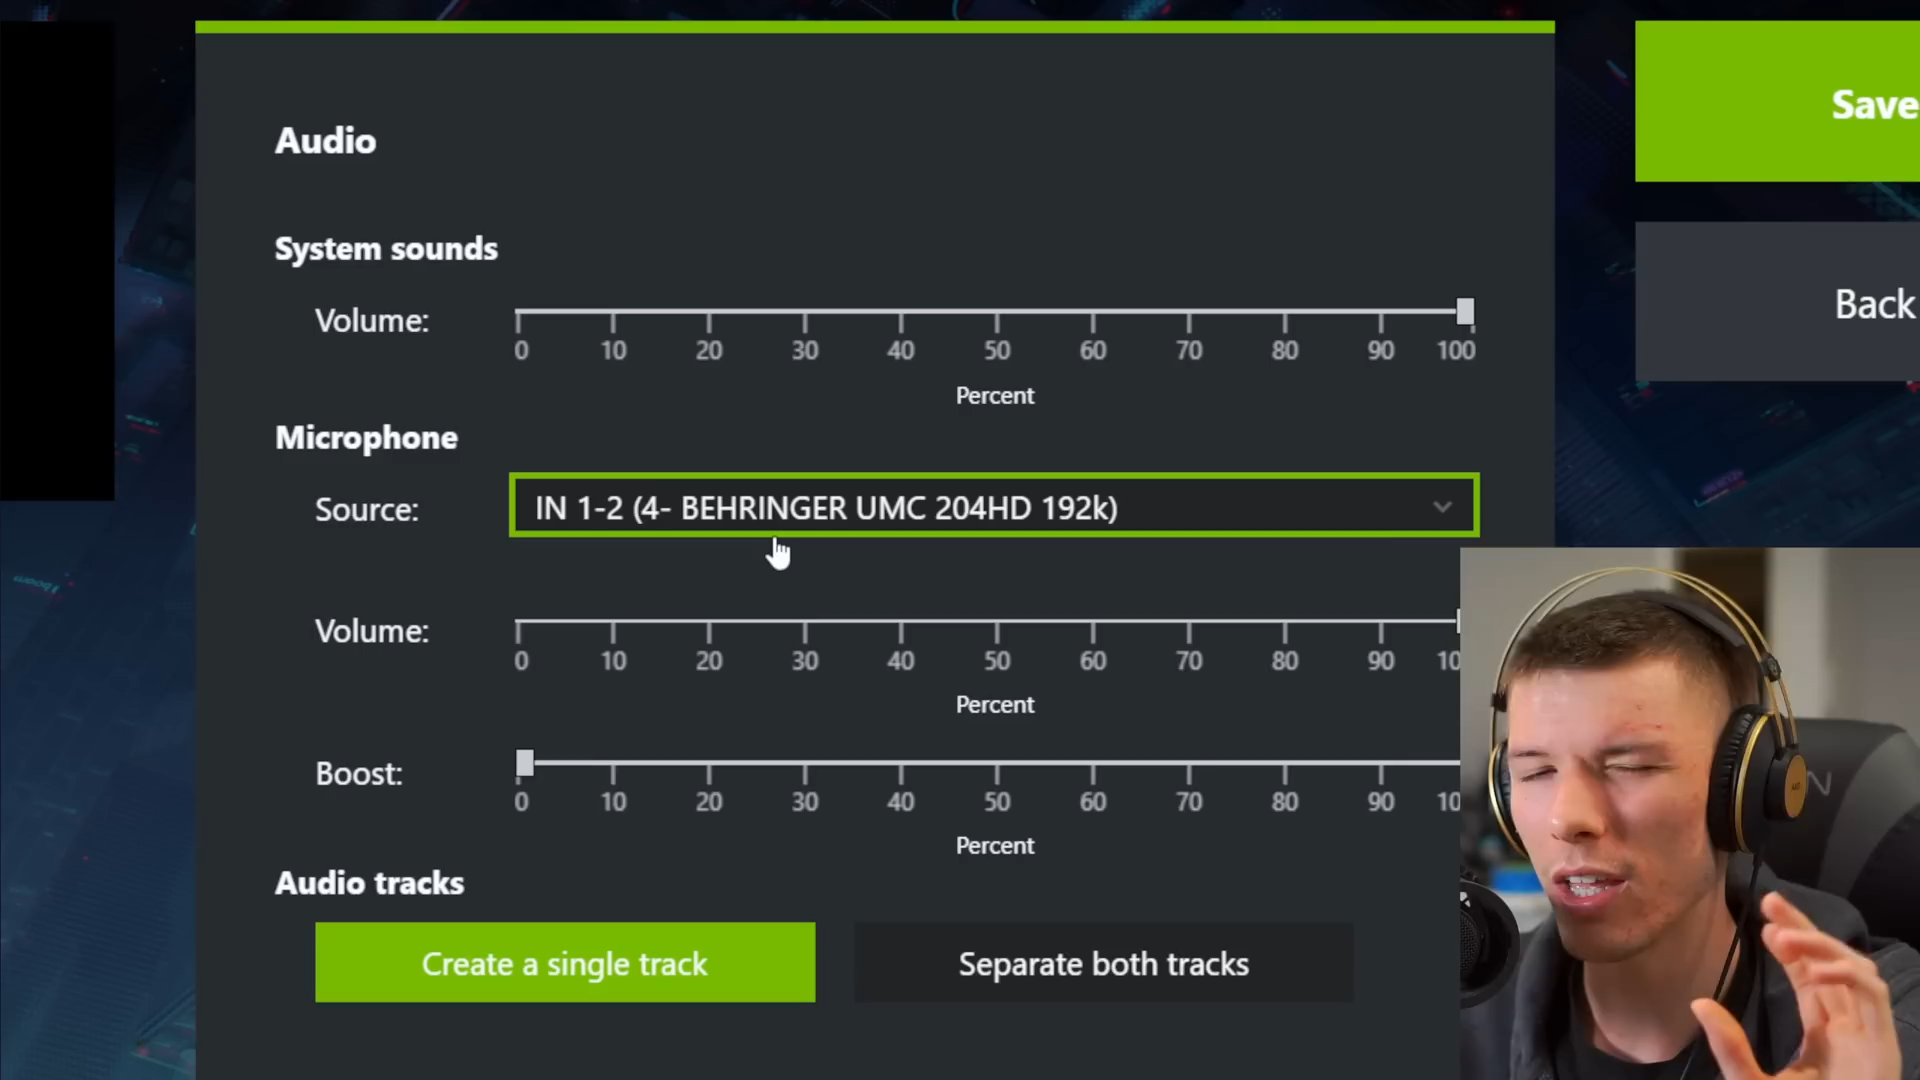 Audio
Save
System sounds
Volume:
0 10 20 30 40 50 60 70 80 90 100
Percent
Back
Microphone
Source:
IN 1-2 (4- BEHRINGER UMC 204HD 192k)
Volume:
0 10 20 30 40 50 60 70 80 90 10
Percent
Boost:
0 10 20 30 40 50 60 70 80 90 10
Percent
Audio tracks
Create a single track
Separate both tracks